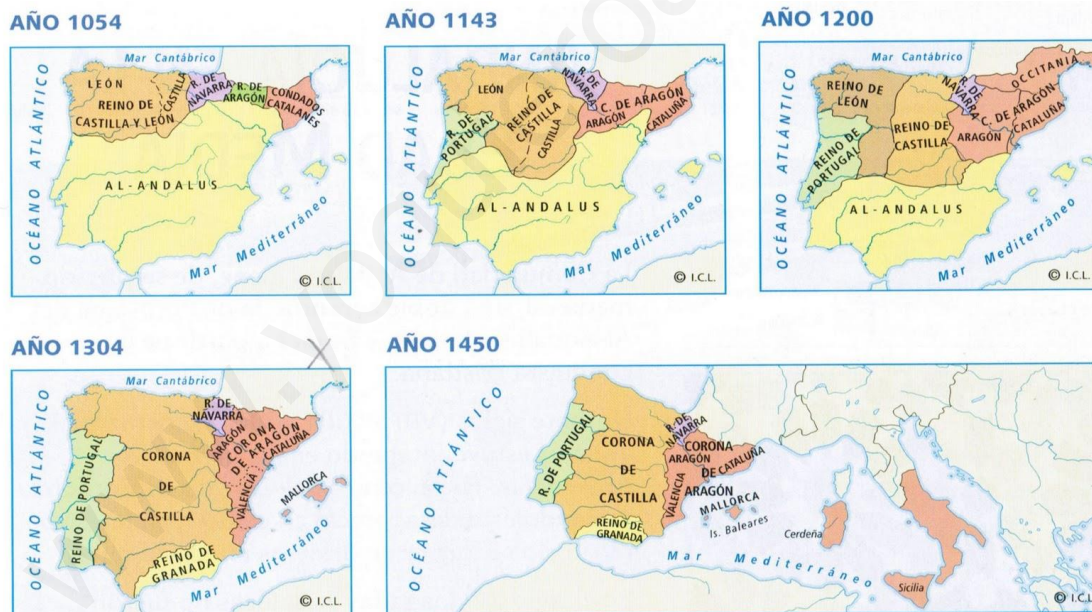 AÑO 1054
Mar Cantábrico
OCÉANO ATLÁNTICO
LEÓN
REINO DE
CASTILLA Y LEÓN
CASTILLA
R. DE
NAVARRA
R. DE
ARAGÓN
CONDADOS
CATALANES
AL-ANDALUS
Mar Mediterráneo
© I.C.L.
AÑO 1143
Mar Cantábrico
OCÉANO ATLÁNTICO
LEÓN
R. DE
PORTUGAL
REINO DE
CASTILLA
CASTILLA
R. DE
NAVARRA
C. DE ARAGÓN
ARAGÓN
CATALUÑA
AL-ANDALUS
Mar Mediterráneo
© I.C.L.
AÑO 1200
Mar Cantábrico
OCÉANO ATLÁNTICO
REINO DE
LEÓN
REINO DE
PORTUGAL
REINO DE
CASTILLA
R. DE
NAVARRA
OCCITANIA
C. DE ARAGÓN
CATALUÑA
ARAGÓN
AL-ANDALUS
Mar Mediterráneo
© I.C.L.
AÑO 1304
Mar Cantábrico
OCÉANO ATLÁNTICO
REINO DE PORTUGAL
CORONA
DE
CASTILLA
R. DE
NAVARRA
ARAGÓN
CORONA
DE ARAGÓN
CATALUÑA
VALENCIA
MALLORCA
REINO DE
GRANADA
Mar Mediterráneo
© I.C.L.
AÑO 1450
OCÉANO ATLÁNTICO
R. DE PORTUGAL
CORONA
DE
CASTILLA
R. DE
NAVARRA
CORONA
ARAGÓN
DE CATALUÑA
VALENCIA
ARAGÓN
MALLORCA
Is. Baleares
REINO DE
GRANADA
Cerdeña
Sicilia
Mar Mediterráneo
© I.C.L.